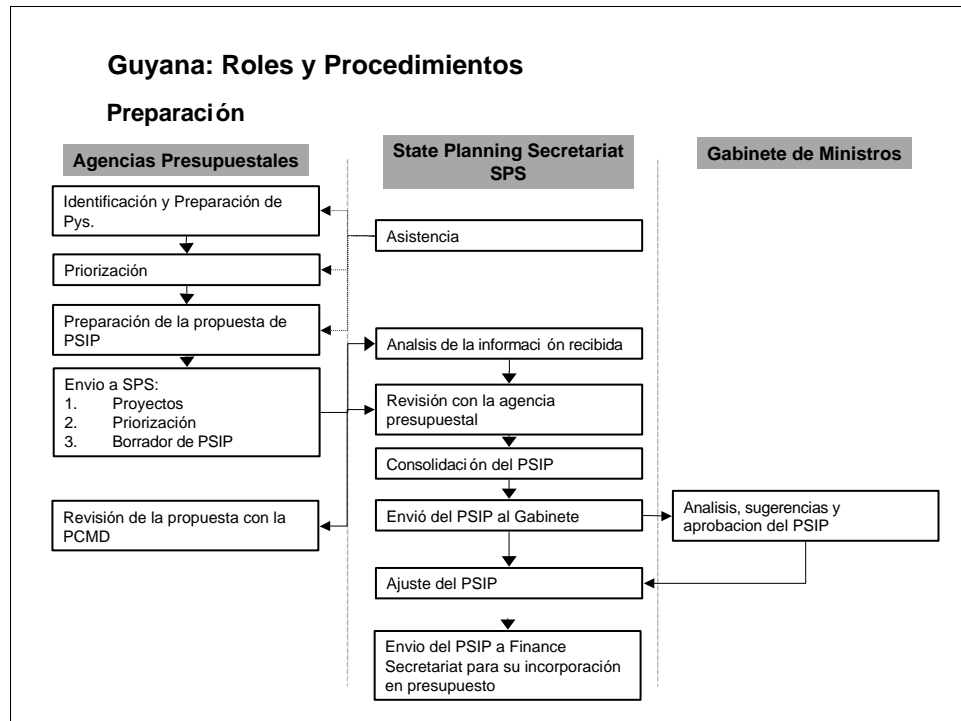 Guyana: Roles y Procedimientos
Preparación
Agencias Presupuestales
State Planning Secretariat
SPS
Gabinete de Ministros
Identificación y Preparación de
Pys.
Asistencia
Priorización
Preparación de la propuesta de
PSIP
Analsis de la informaci ón recibida
Envio a SPS:
1. Proyectos
2. Priorización
3. Borrador de PSIP
Revisión con la agencia
presupuestal
Consolidación del PSIP
Revisión de la propuesta con la
PCMD
Envió del PSIP al Gabinete
Analisis, sugerencias y
aprobacion del PSIP
Ajuste del PSIP
Envio del PSIP a Finance
Secretariat para su incorporación
en presupuesto